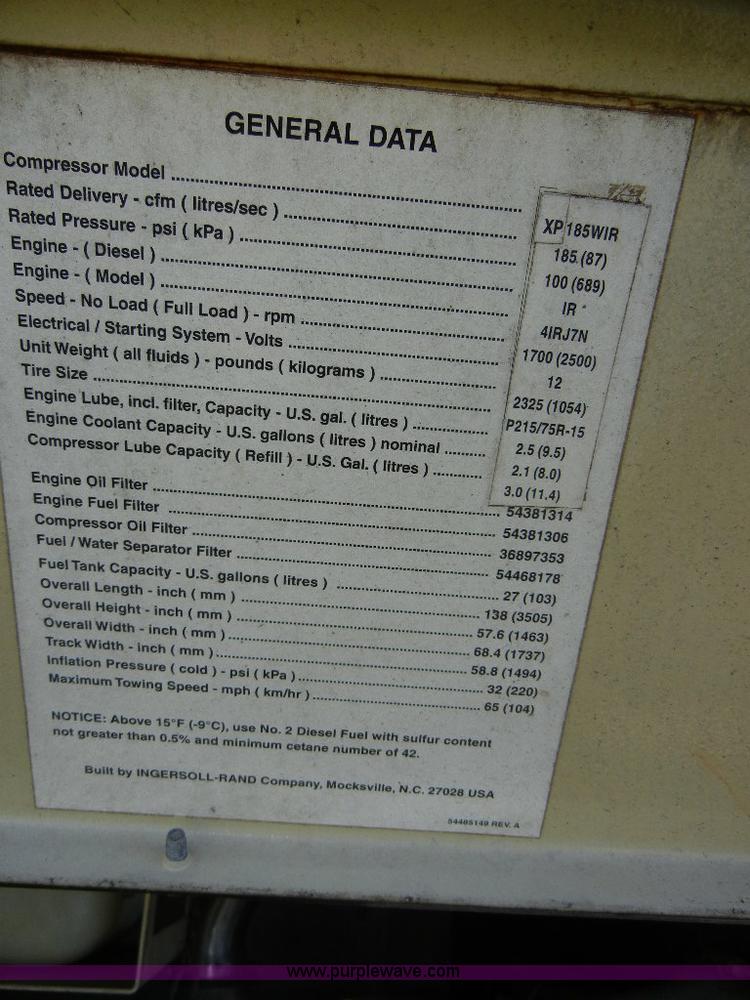 GENERAL DATA
Compressor Model ........ XP185WIR
Rated Delivery - cfm ( litres/sec ) ........ 185 (87)
Rated Pressure - psi ( kPa ) ........ 100 (689)
Engine - ( Diesel ) ........ IR
Engine - ( Model ) ........ 4IRJ7N
Speed - No Load ( Full Load ) - rpm ........ 1700 (2500)
Electrical / Starting System - Volts ........ 12
Unit Weight ( all fluids ) - pounds ( kilograms ) ........ 2325 (1054)
Tire Size ........ P215/75R-15
Engine Lube, incl. filter, Capacity - U.S. gal. ( litres ) ........ 2.5 (9.5)
Engine Coolant Capacity - U.S. gallons ( litres ) nominal ........ 2.1 (8.0)
Compressor Lube Capacity ( Refill ) - U.S. Gal. ( litres ) ........ 3.0 (11.4)
Engine Oil Filter ........ 54381314
Engine Fuel Filter ........ 54381306
Compressor Oil Filter ........ 36897353
Fuel / Water Separator Filter ........ 54468178
Fuel Tank Capacity - U.S. gallons ( litres ) ........ 27 (103)
Overall Length - inch ( mm ) ........ 138 (3505)
Overall Height - inch ( mm ) ........ 57.6 (1463)
Overall Width - inch ( mm ) ........ 68.4 (1737)
Track Width - inch ( mm ) ........ 58.8 (1494)
Inflation Pressure ( cold ) - psi ( kPa ) ........ 32 (220)
Maximum Towing Speed - mph ( km/hr ) ........ 65 (104)
NOTICE: Above 15°F (-9°C), use No. 2 Diesel Fuel with sulfur content
not greater than 0.5% and minimum cetane number of 42.
Built by INGERSOLL-RAND Company, Mocksville, N.C. 27028 USA
54485149 REV. A
www.purplewave.com